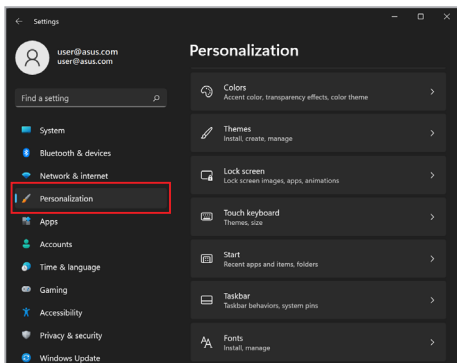 Settings
user@asus.com
user@asus.com
Find a setting
System
Bluetooth & devices
Network & internet
Personalization
Apps
Accounts
Time & language
Gaming
Accessibility
Privacy & security
Windows Update
Personalization
Colors
Accent color, transparency effects, color theme
Themes
Install, create, manage
Lock screen
Lock screen images, apps, animations
Touch keyboard
Themes, size
Start
Recent apps and items, folders
Taskbar
Taskbar behaviors, system pins
Fonts
Install, manage